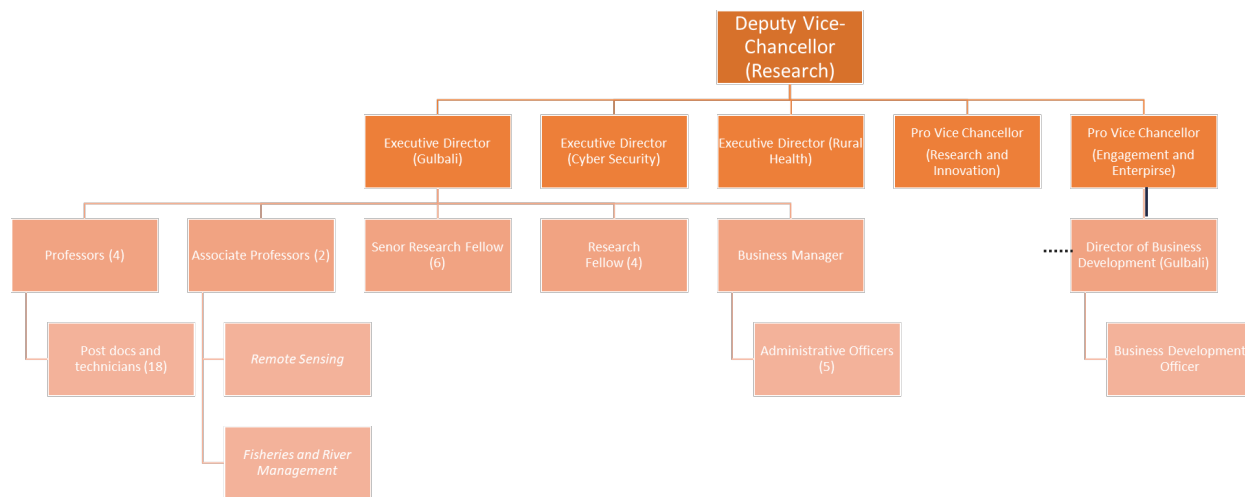 Deputy Vice-
Chancellor
(Research)
Executive Director
(Gulbali)
Executive Director
(Cyber Security)
Executive Director (Rural
Health)
Pro Vice Chancellor
(Research and
Innovation)
Pro Vice Chancellor
(Engagement and
Enterpirse)
Professors (4)
Associate Professors (2)
Senor Research Fellow
(6)
Research
Fellow (4)
Business Manager
Director of Business
Development (Gulbali)
Post docs and
technicians (18)
Remote Sensing
Administrative Officers
(5)
Business Development
Officer
Fisheries and River
Management